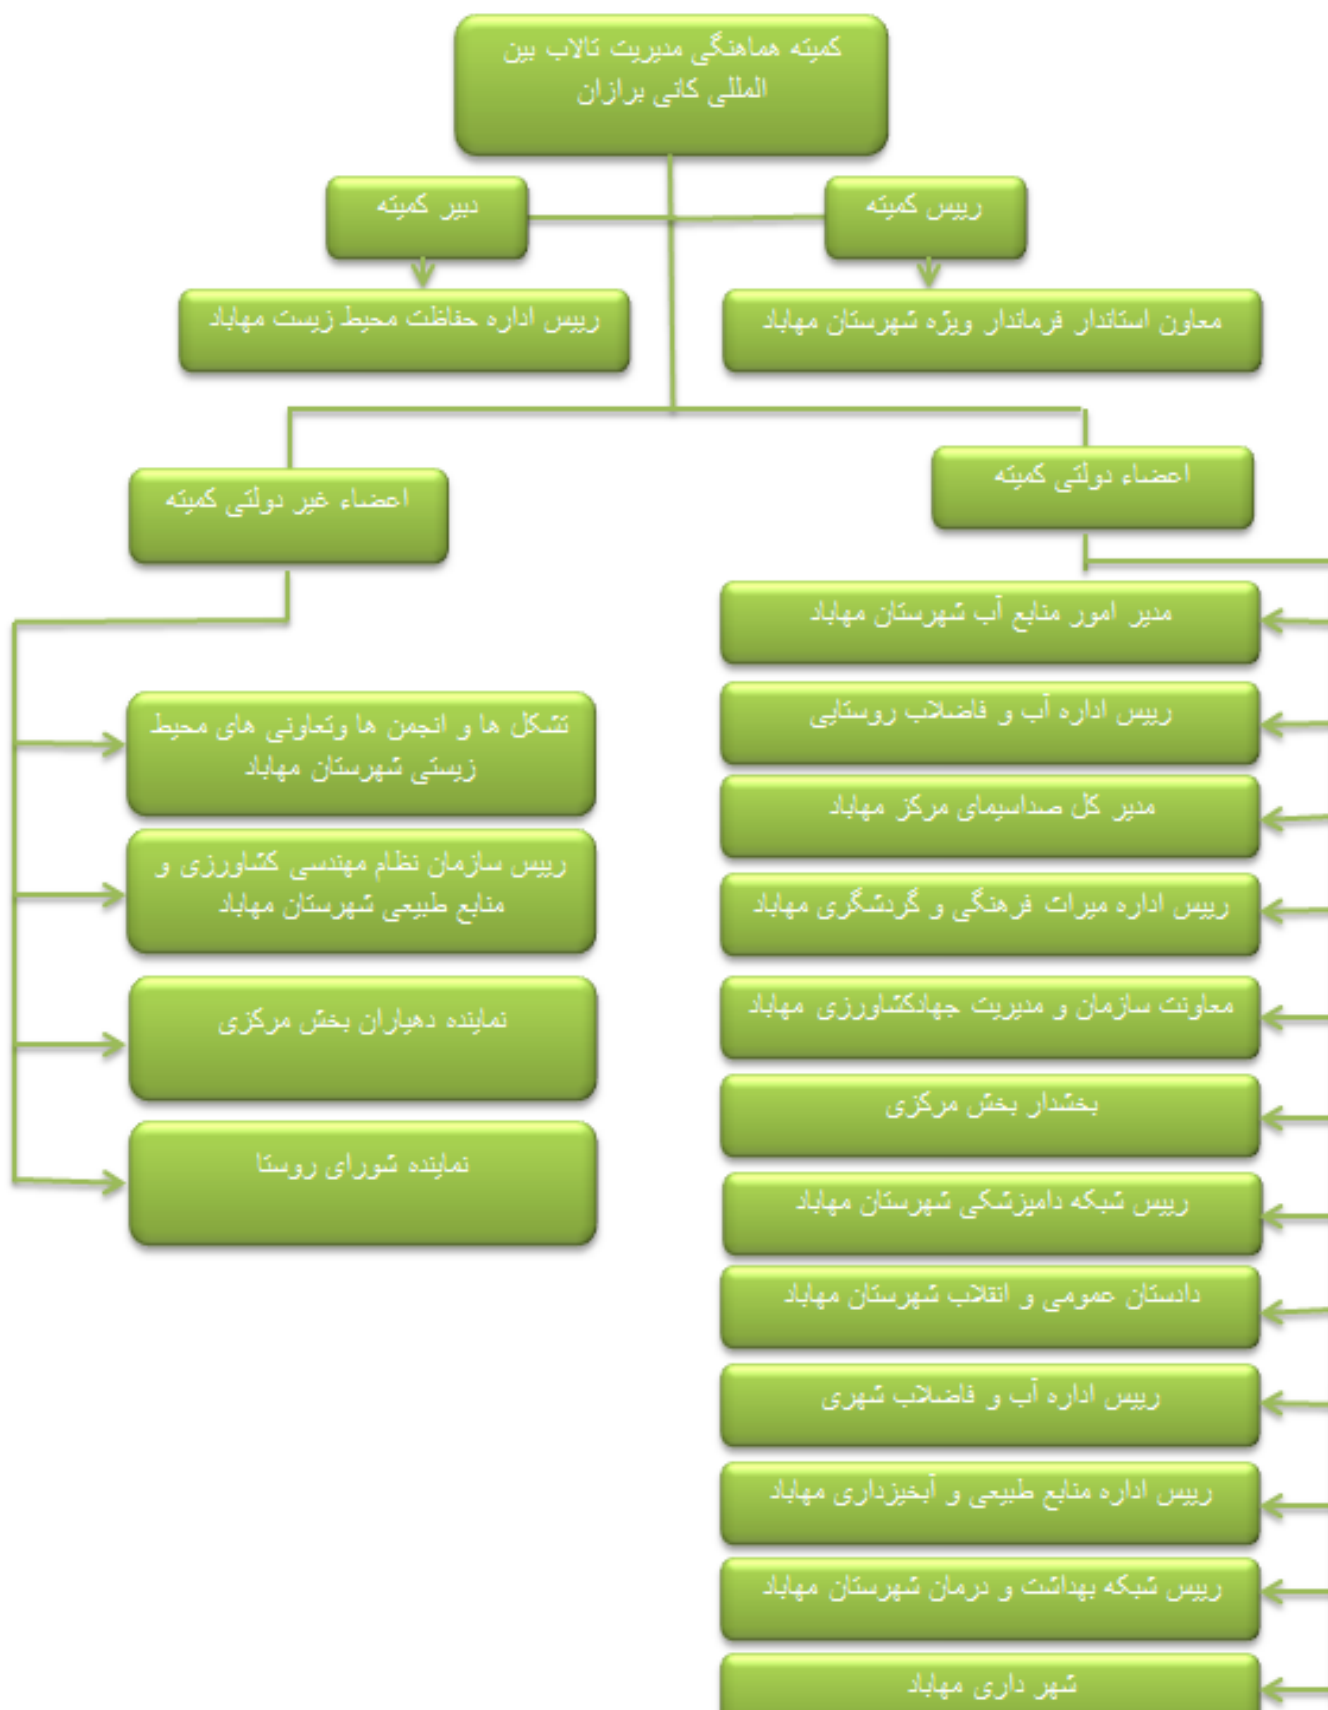 کمیته هماهنگی مدیریت تالاب بین
المللی کانی برازان
رییس کمیته
دبیر کمیته
معاون استاندار فرماندار ویژه شهرستان مهاباد
رییس اداره حفاظت محیط زیست مهاباد
اعضاء دولتی کمیته
مدیر امور منابع آب شهرستان مهاباد
رییس اداره آب و فاضلاب روستایی
مدیر کل صداسیمای مرکز مهاباد
رییس اداره میراث فرهنگی و گردشگری مهاباد
معاونت سازمان و مدیریت جهادکشاورزی مهاباد
بخشدار بخش مرکزی
رییس شبکه دامپزشکی شهرستان مهاباد
دادستان عمومی و انقلاب شهرستان مهاباد
رییس اداره آب و فاضلاب شهری
رییس اداره منابع طبیعی و آبخیزداری مهاباد
رییس شبکه بهداشت و درمان شهرستان مهاباد
شهر داری مهاباد
اعضاء غیر دولتی کمیته
تشکل ها و انجمن ها وتعاونی های محیط
زیستی شهرستان مهاباد
رییس سازمان نظام مهندسی کشاورزی و
منابع طبیعی شهرستان مهاباد
نماینده دهیاران بخش مرکزی
نماینده شورای روستا